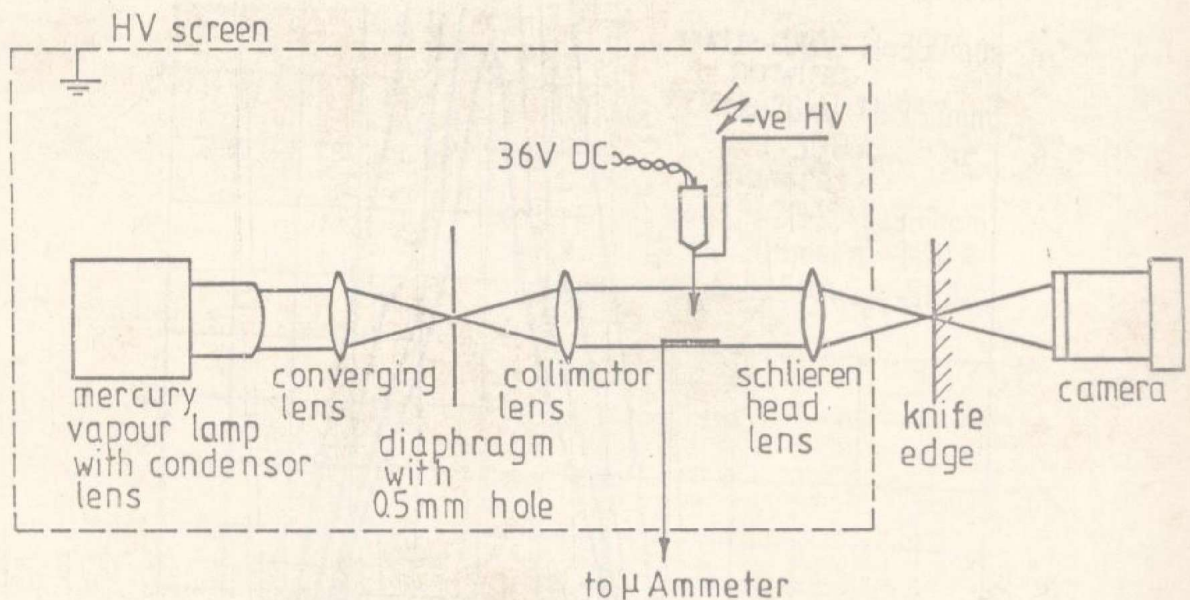 HV screen
-ve HV
36V DC
mercury
vapour lamp
with condensor
lens
converging
lens
diaphragm
with
0.5mm hole
collimator
lens
schlieren
head
lens
knife
edge
camera
to μ Ammeter